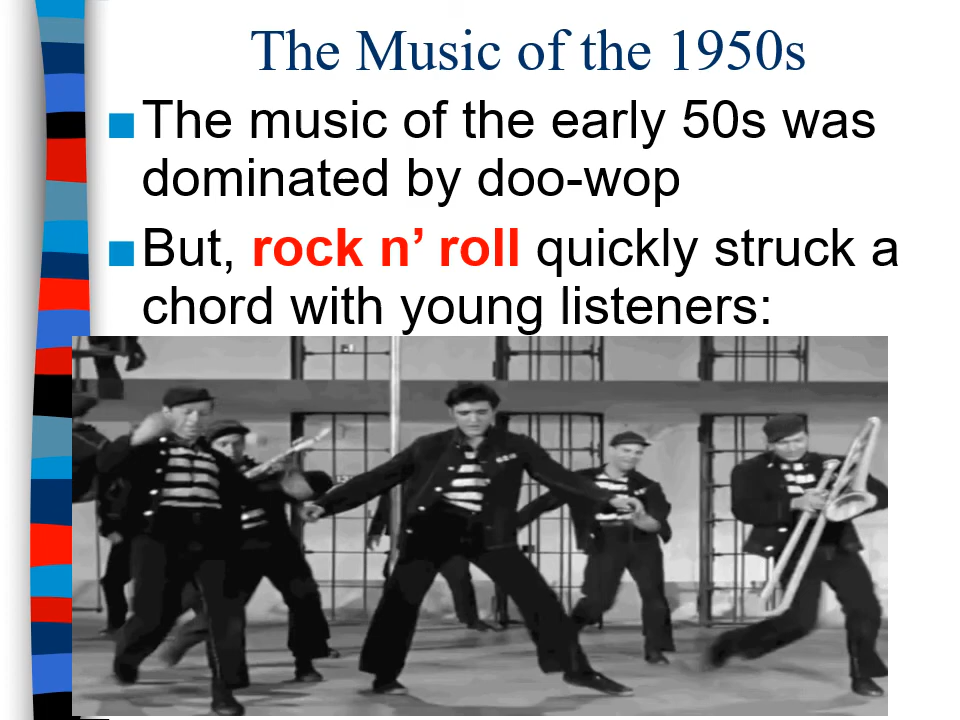 The Music of the 1950s
■The music of the early 50s was
dominated by doo-wop
■But, rock n’ roll quickly struck a
chord with young listeners: